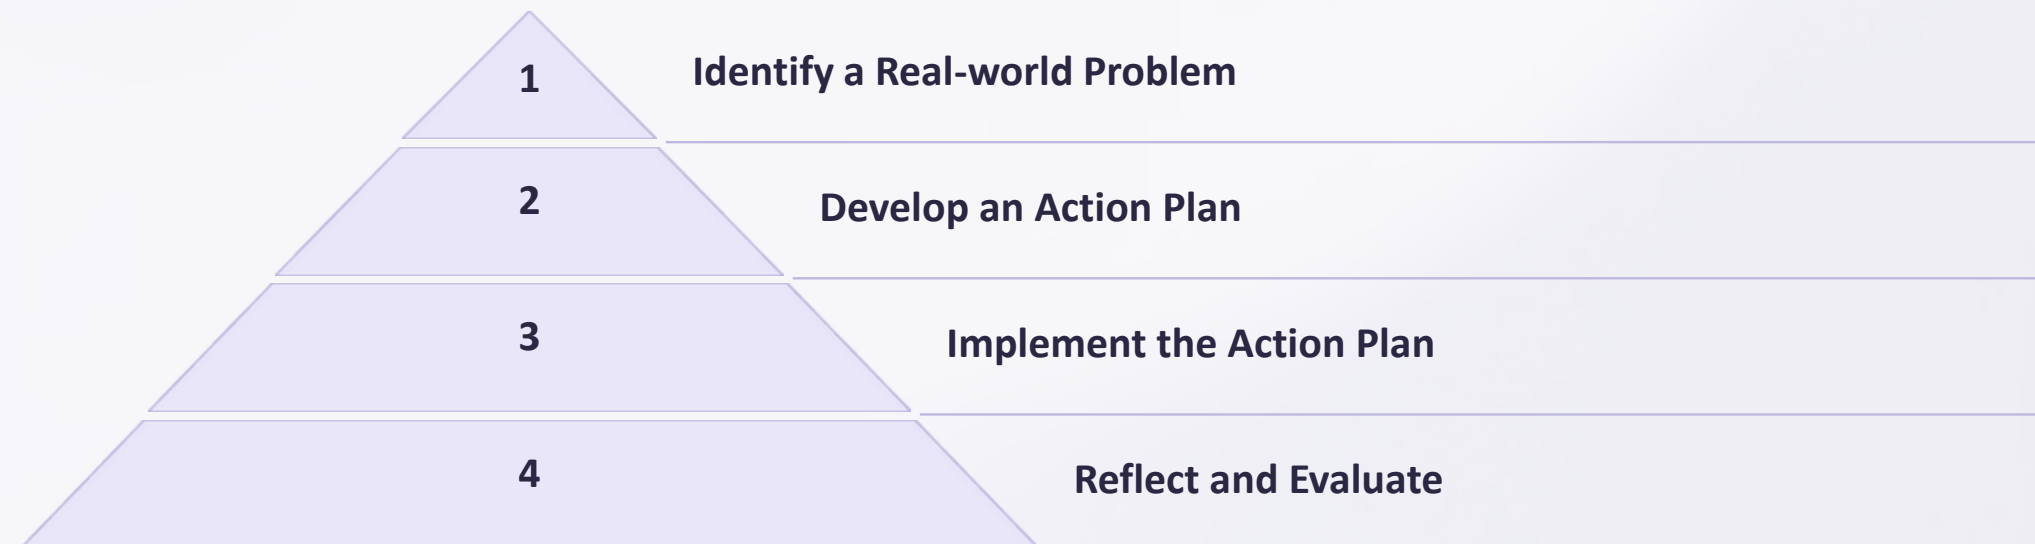 1
Identify a Real-world Problem
2
Develop an Action Plan
3
Implement the Action Plan
4
Reflect and Evaluate